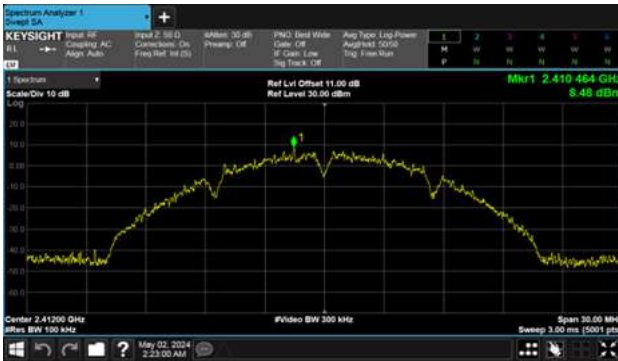 Spectrum Analyzer 1
Swept SA
KEYSIGHT
Input: RF
Coupling: AC
Align: Auto
Input Z: 50 Ω
Corrections: On
Freq Ref: Int (S)
#Atten: 30 dB
Preamp: Off
PNO: Best Wide
Gate: Off
IF Gain: Low
Sig Track: Off
Avg Type: Log-Power
Avg|Hold: 50/50
Trig: Free Run
1 2 3 4 5 6
M W W W W W
P N N N N N
1 Spectrum
Scale/Div 10 dB
Log
Ref Lvl Offset 11.00 dB
Ref Level 30.00 dBm
Mkr1 2.410 464 GHz
8.48 dBm
1
20.0
10.0
0.00
-10.0
-20.0
-30.0
-40.0
-50.0
-60.0
Center 2.41200 GHz
#Res BW 100 kHz
#Video BW 300 kHz
Span 30.00 MH
Sweep 3.00 ms (5001 pts
?
May 02, 2024
2:23:00 AM